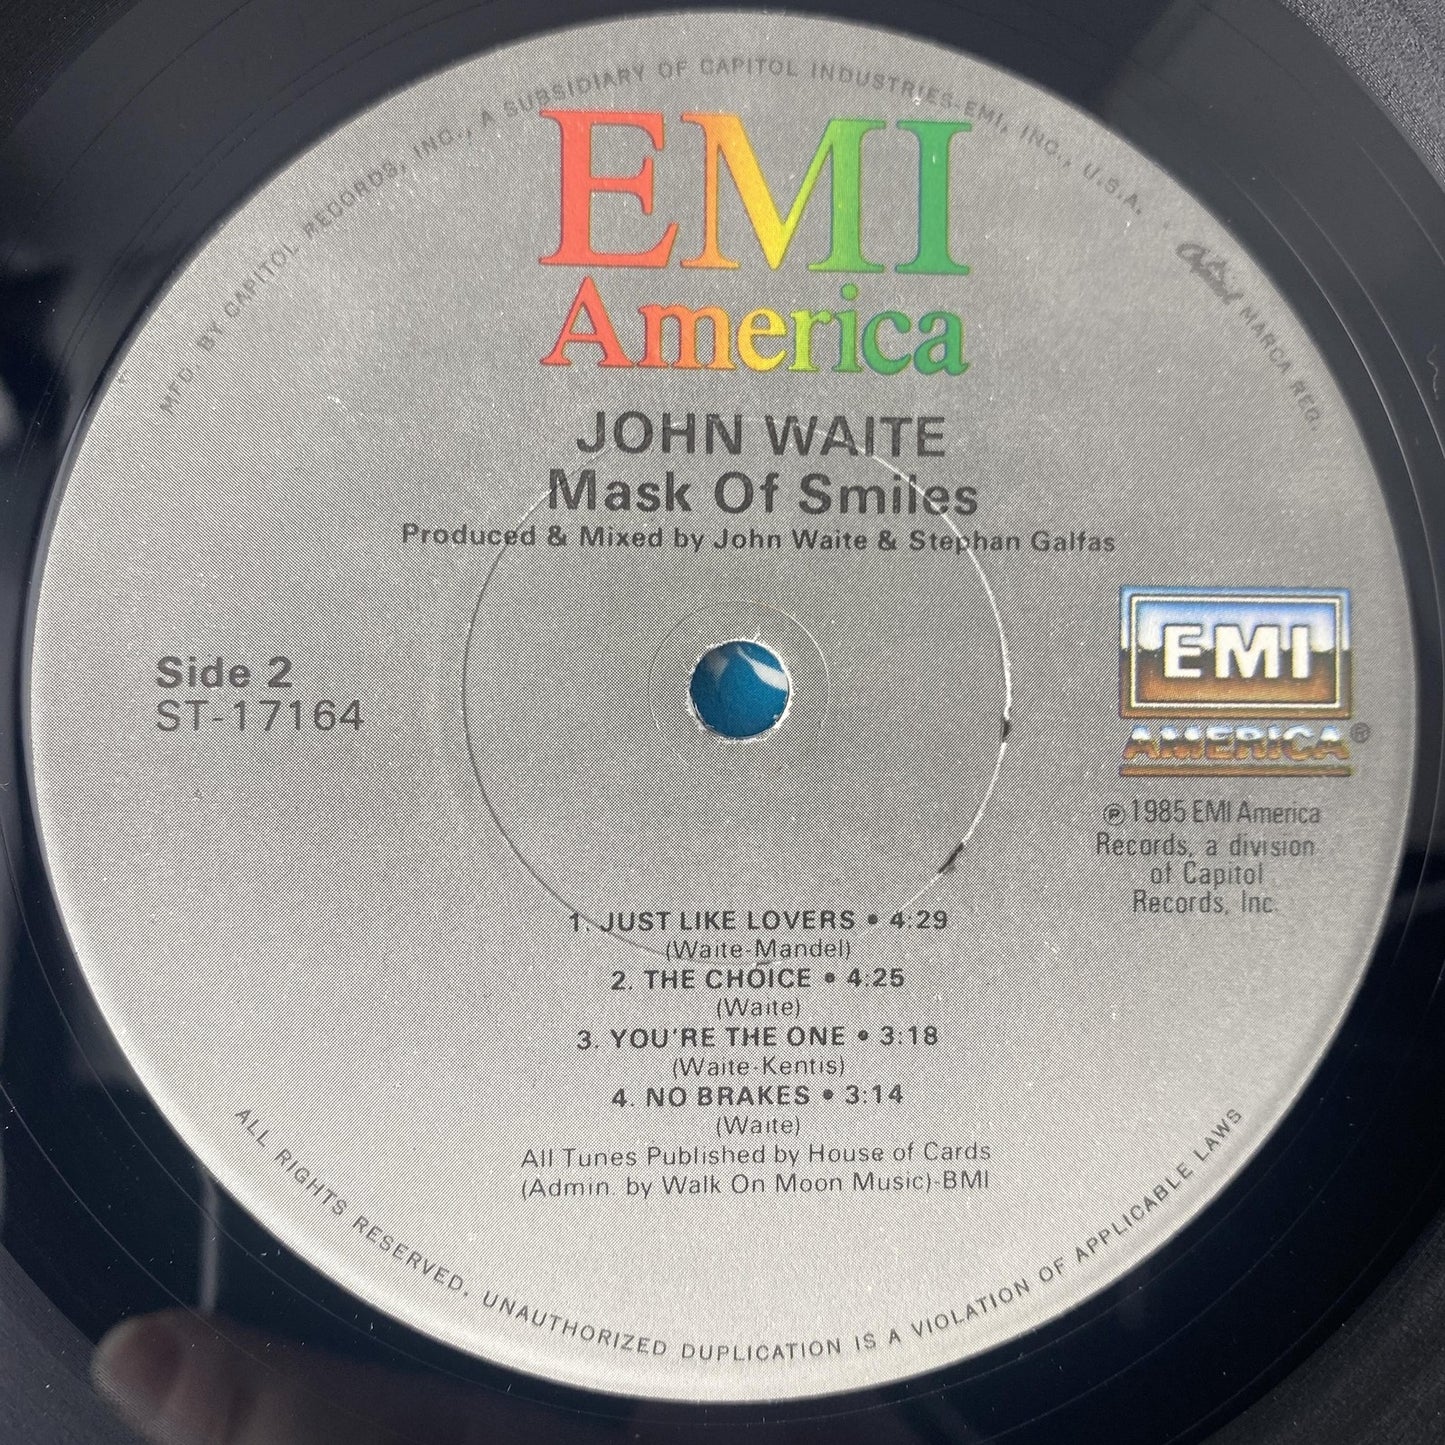 MFD. BY CAPITOL RECORDS, INC., A SUBSIDIARY OF CAPITOL INDUSTRIES-EMI, INC., U.S.A. Capitol MARCA REG.
EMI
America
JOHN WAITE
Mask Of Smiles
Produced & Mixed by John Waite & Stephan Galfas
Side 2
ST-17164
EMI
AMERICA®
℗ 1985 EMI America
Records, a division
of Capitol
Records, Inc.
1. JUST LIKE LOVERS • 4:29
(Waite-Mandel)
2. THE CHOICE • 4:25
(Waite)
3. YOU'RE THE ONE • 3:18
(Waite-Kentis)
4. NO BRAKES • 3:14
(Waite)
All Tunes Published by House of Cards
(Admin. by Walk On Moon Music)-BMI
ALL RIGHTS RESERVED, UNAUTHORIZED DUPLICATION IS A VIOLATION OF APPLICABLE LAWS